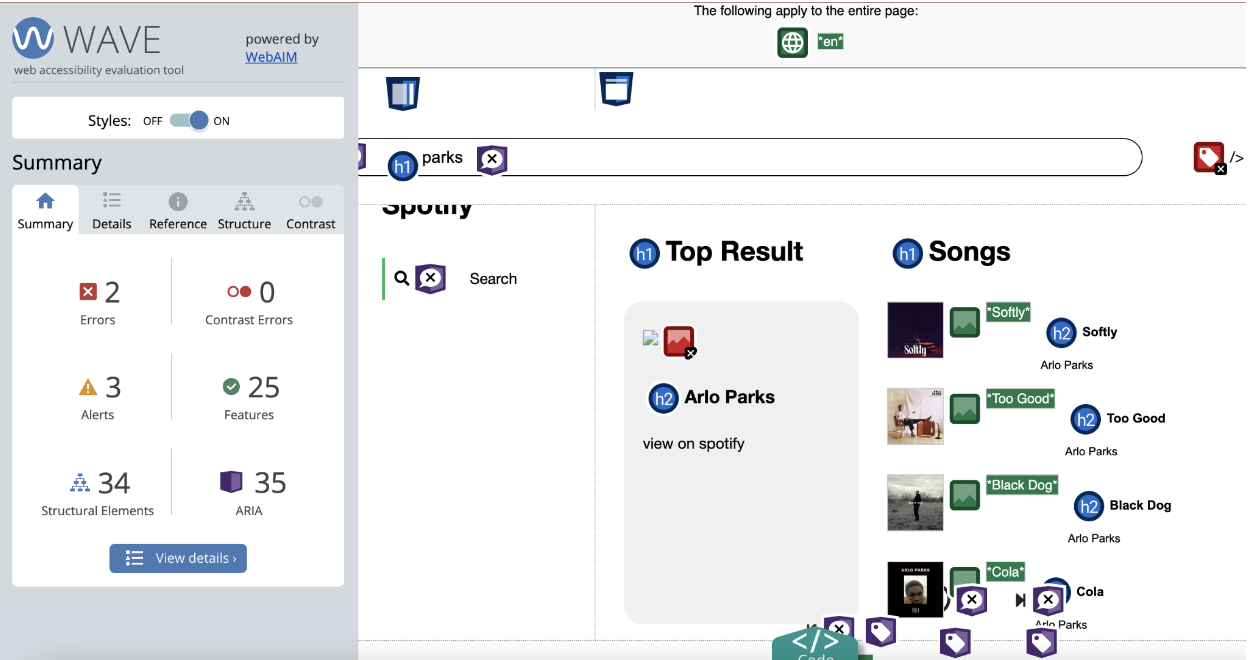 WAVE
powered by
WebAIM
web accessibility evaluation tool
Styles: OFF ON
Summary
Summary Details Reference Structure Contrast
2
Errors
0
Contrast Errors
3
Alerts
25
Features
34
Structural Elements
35
ARIA
View details ›
The following apply to the entire page:
*en*
h1 parks
/>
Spotify
Search
h1 Top Result
h2 Arlo Parks
view on spotify
h1 Songs
Softly
*Softly*
h2 Softly
Arlo Parks
*Too Good*
h2 Too Good
Arlo Parks
*Black Dog*
h2 Black Dog
Arlo Parks
ARLO PARKS
*Cola*
Cola
Arlo Parks
</>
Code